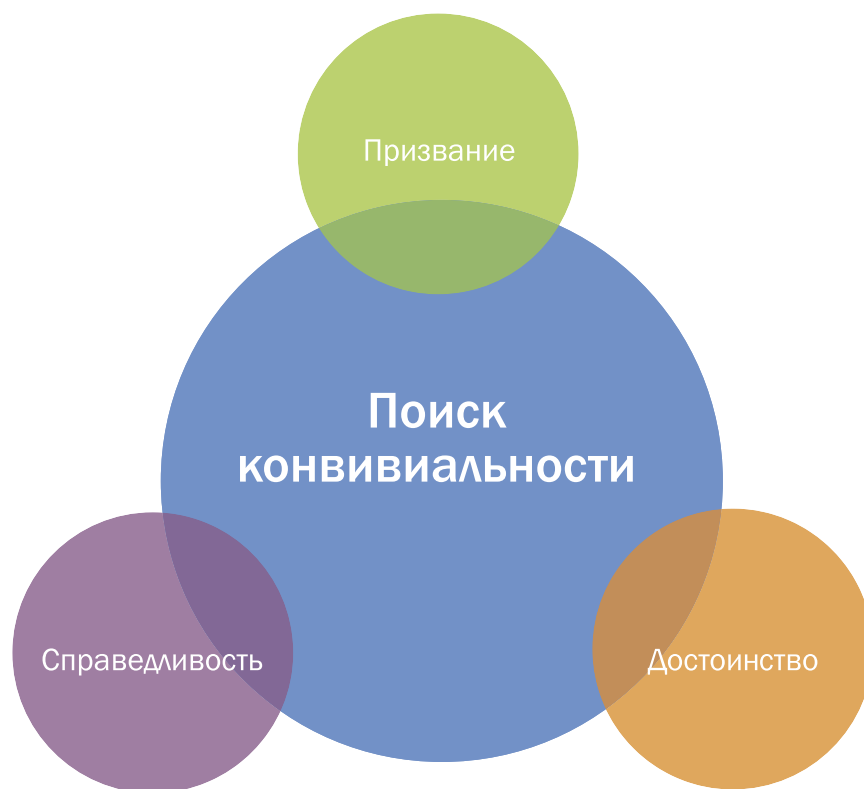 Призвание
Поиск
конвивиальности
Справедливость
Достоинство